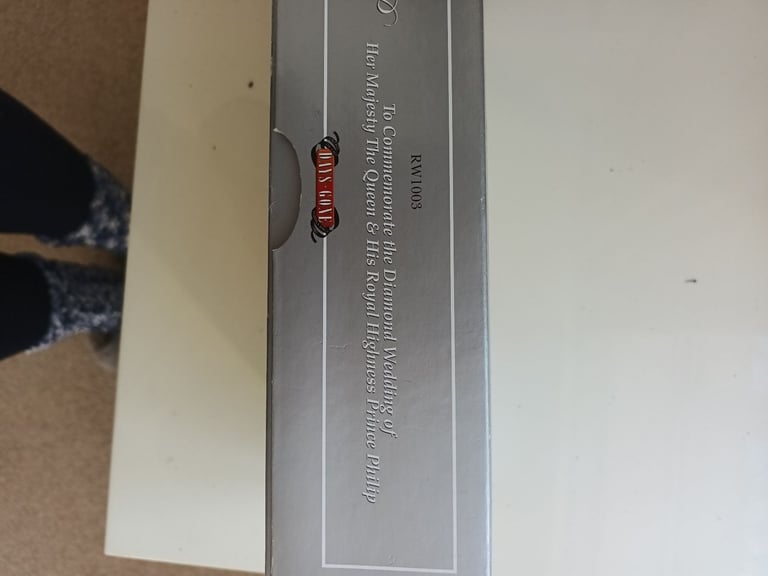 RW1003
To Commemorate the Diamond Wedding of
Her Majesty The Queen & His Royal Highness Prince Philip
DAYS·GONE